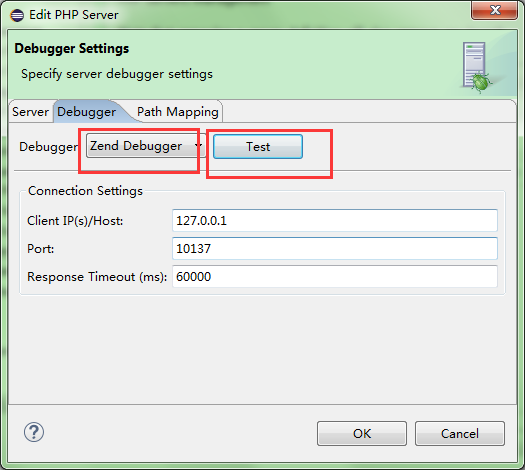 Edit PHP Server
Debugger Settings
Specify server debugger settings
Server Debugger Path Mapping
Debugger Zend Debugger Test
Connection Settings
Client IP(s)/Host: 127.0.0.1
Port: 10137
Response Timeout (ms): 60000
? OK Cancel